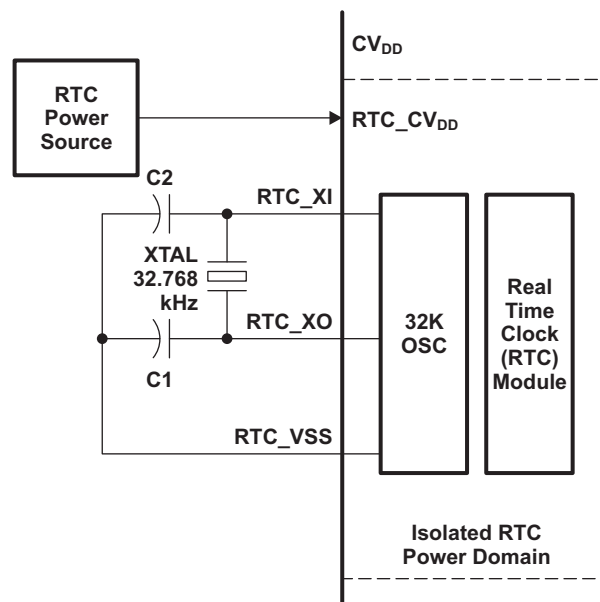 CVDD
RTC
Power
Source
RTC_CVDD
C2
RTC_XI
XTAL
32.768
kHz
RTC_XO
C1
RTC_VSS
32K
OSC
Real
Time
Clock
(RTC)
Module
Isolated RTC
Power Domain